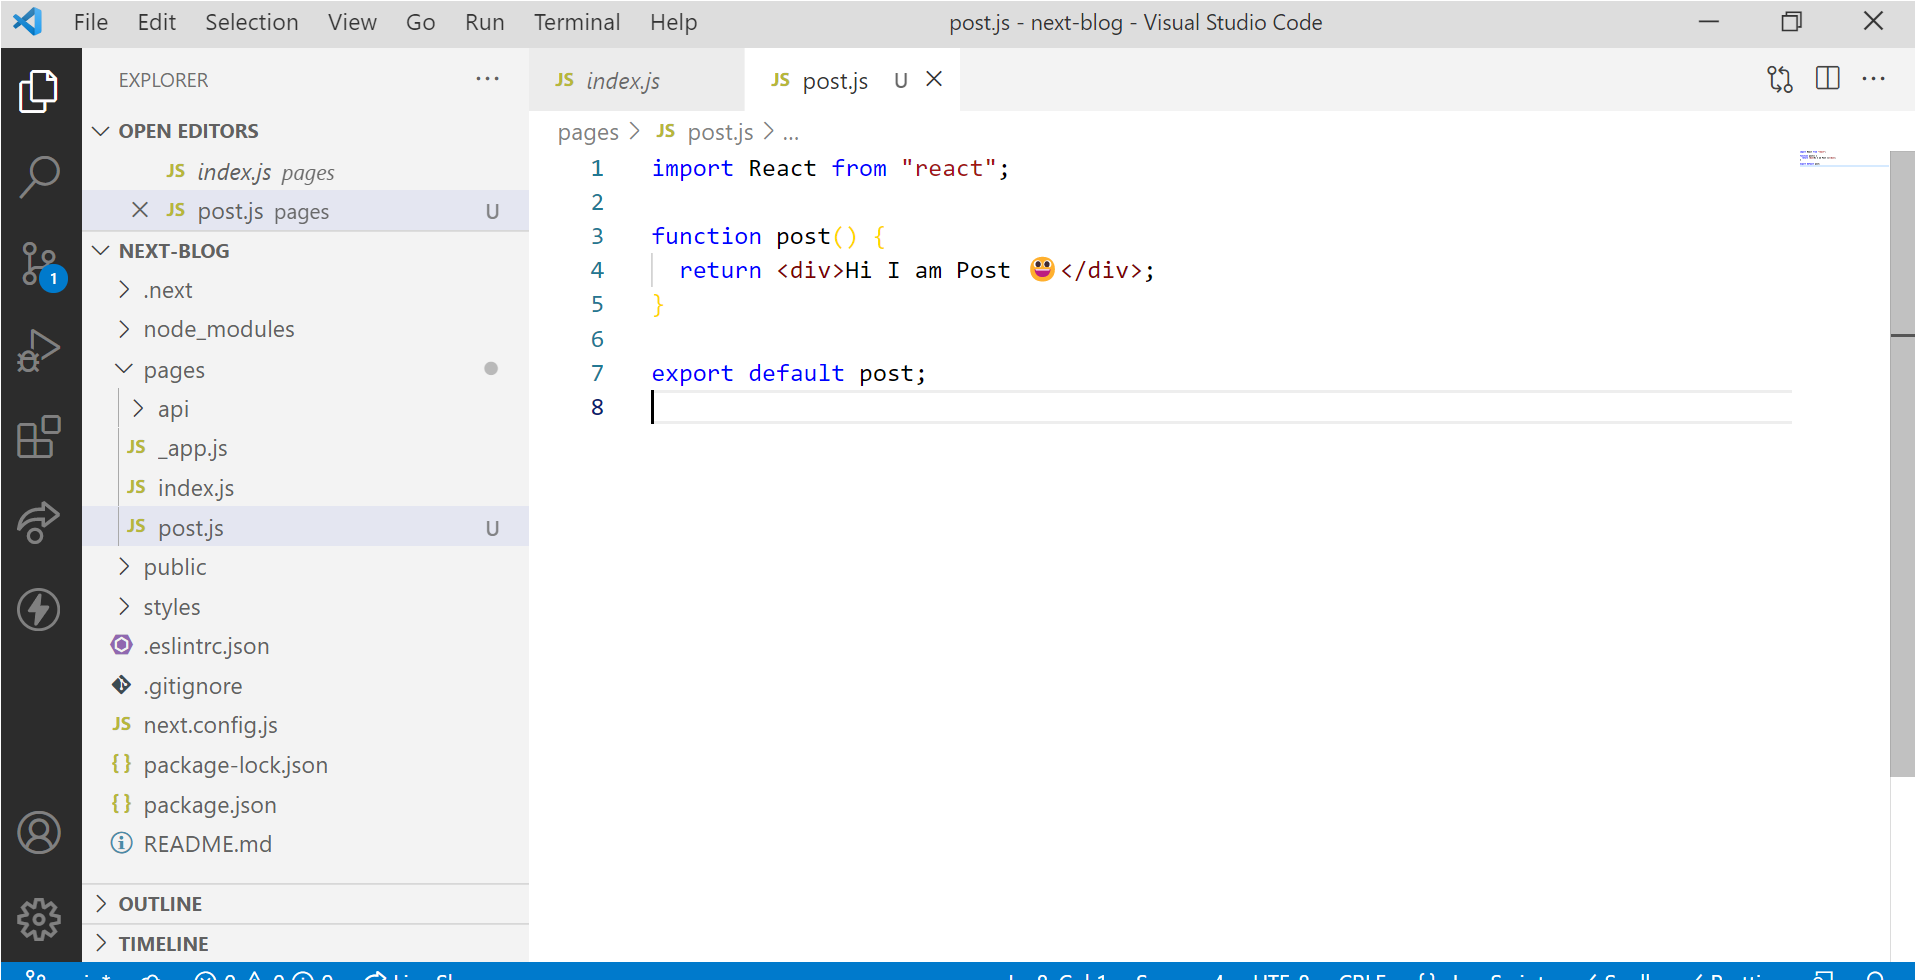 File Edit Selection View Go Run Terminal Help post.js - next-blog - Visual Studio Code
EXPLORER
OPEN EDITORS
index.js pages
post.js pages U
1
NEXT-BLOG
.next
node_modules
pages
api
JS _app.js
JS index.js
JS post.js U
public
styles
.eslintrc.json
.gitignore
JS next.config.js
{ } package-lock.json
{ } package.json
README.md
OUTLINE
TIMELINE
JS index.js JS post.js U
pages > JS post.js > ...
1 import React from "react";
2
3 function post() {
4 return <div>Hi I am Post 😀</div>;
5 }
6
7 export default post;
8